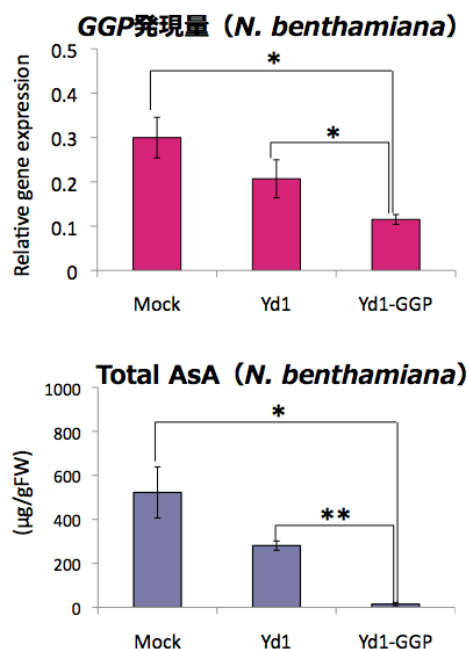 GGP発現量（N. benthamiana）
Relative gene expression
0.5
0.4
0.3
0.2
0.1
0
*
*
Mock Yd1 Yd1-GGP
Total AsA（N. benthamiana）
(μg/gFW)
1000
800
600
400
200
0
*
**
Mock Yd1 Yd1-GGP